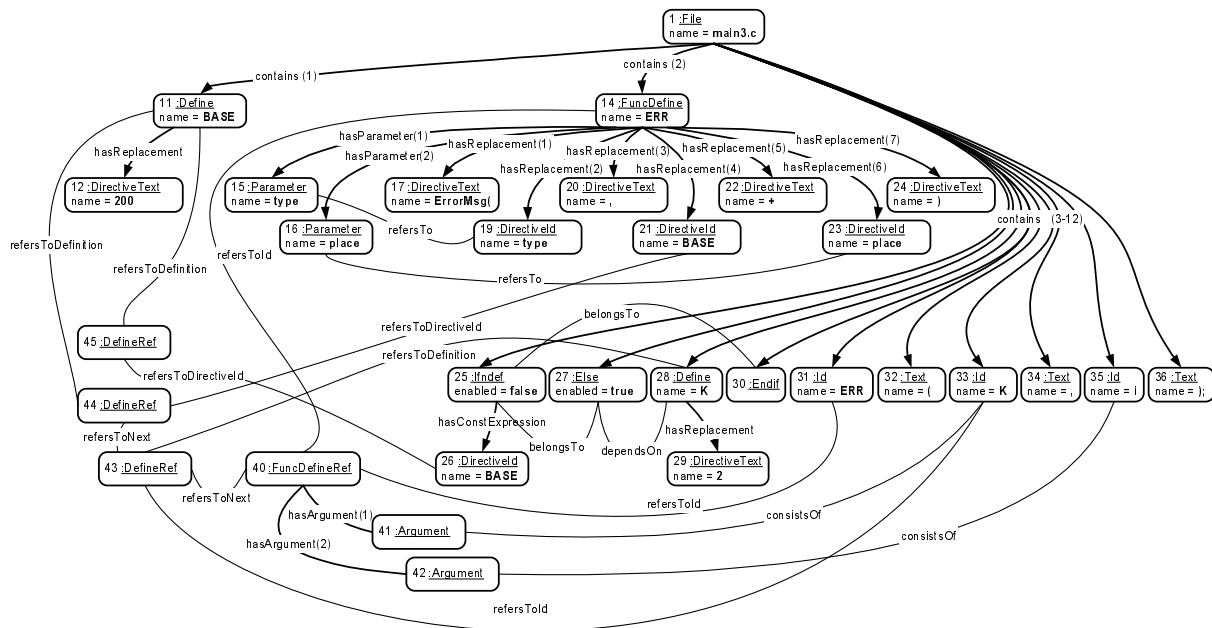 1 :File
name = main3.c
contains (1)
contains (2)
11 :Define
name = BASE
14 :FuncDefine
name = ERR
hasParameter(1)
hasReplacement(1)
hasReplacement(5)
hasReplacement(7)
hasReplacement
hasParameter(2)
hasReplacement(3)
hasReplacement(2)
hasReplacement(4)
hasReplacement(6)
12 :DirectiveText
name = 200
15 :Parameter
name = type
17 :DirectiveText
name = ErrorMsg(
20 :DirectiveText
name = ,
22 :DirectiveText
name = +
24 :DirectiveText
name = )
contains (3-12)
16 :Parameter
name = place
refersTo
19 :DirectiveId
name = type
21 :DirectiveId
name = BASE
23 :DirectiveId
name = place
refersToDefinition
refersToId
refersToDefinition
refersTo
belongsTo
refersToDirectiveId
45 :DefineRef
refersToDefinition
refersToDirectiveId
25 :Ifndef
enabled = false
27 :Else
enabled = true
28 :Define
name = K
30 :Endif
31 :Id
name = ERR
32 :Text
name = (
33 :Id
name = K
34 :Text
name = ,
35 :Id
name = i
36 :Text
name = );
44 :DefineRef
hasConstExpression
hasReplacement
refersToNext
belongsTo
dependsOn
43 :DefineRef
40 :FuncDefineRef
26 :DirectiveId
name = BASE
29 :DirectiveText
name = 2
refersToNext
refersToId
hasArgument(1)
consistsOf
41 :Argument
consistsOf
hasArgument(2)
42 :Argument
refersToId